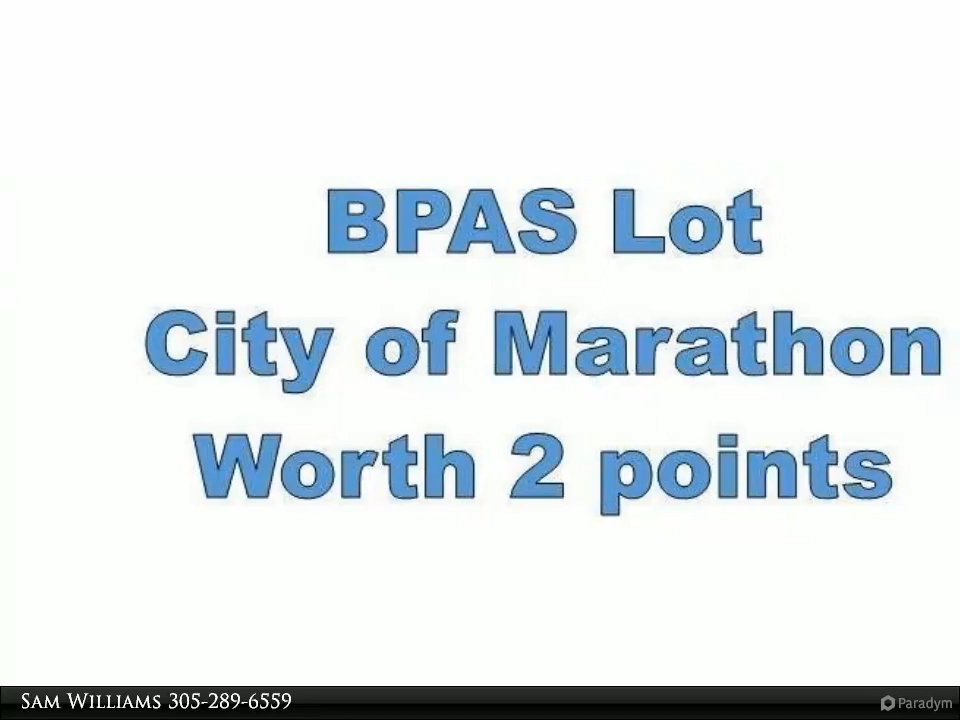 BPAS Lot
City of Marathon
Worth 2 points
Sam Williams 305-289-6559
Paradym